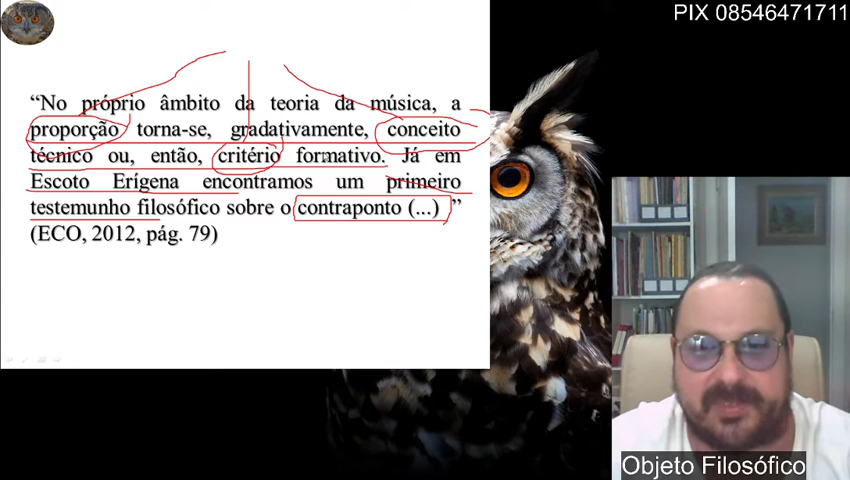 PIX 08546471711
“No próprio âmbito da teoria da música, a
proporção torna-se, gradativamente, conceito
técnico ou, então, critério formativo. Já em
Escoto Erígena encontramos um primeiro
testemunho filosófico sobre o contraponto (...) ”
(ECO, 2012, pág. 79)
Objeto Filosófico